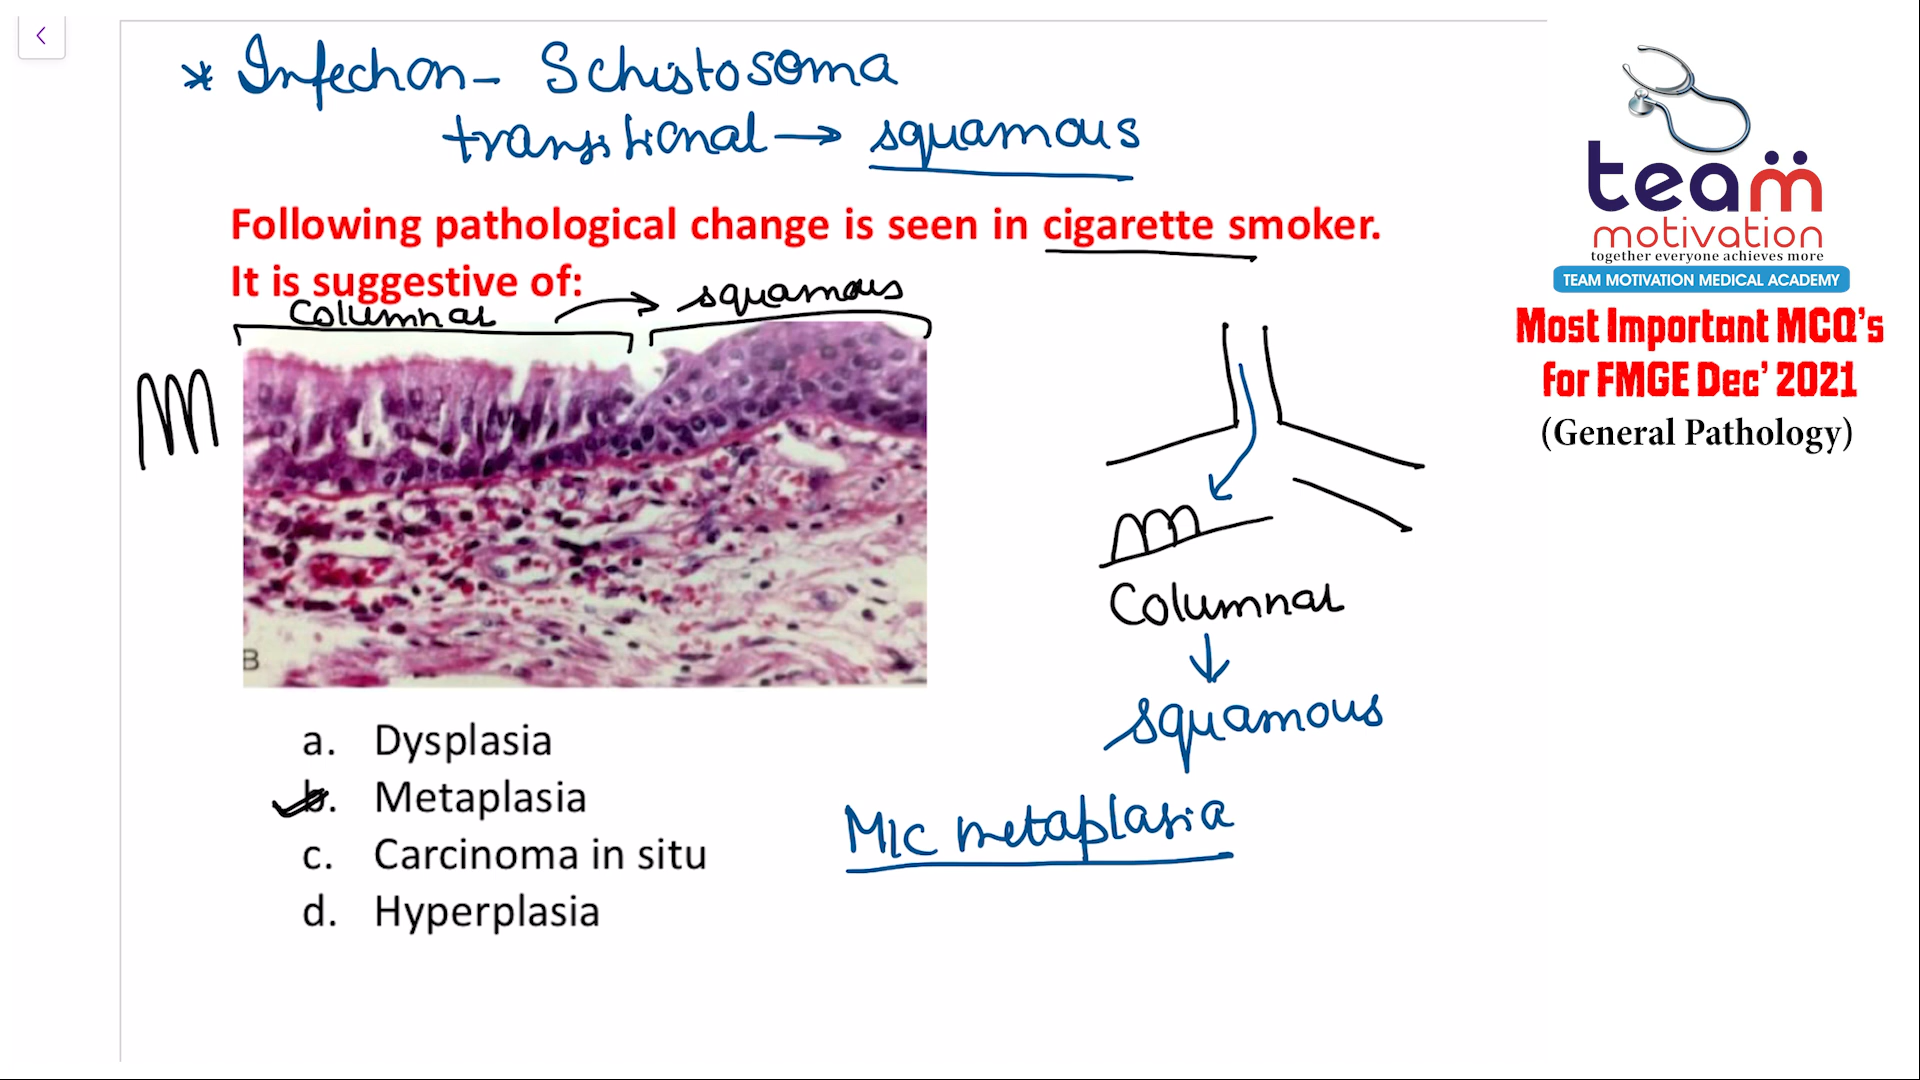 * Infection - Schistosoma
transitional → squamous
Following pathological change is seen in cigarette smoker.
It is suggestive of:
Columnar → squamous
B
a. Dysplasia
b. Metaplasia
c. Carcinoma in situ
d. Hyperplasia
Columnar
↓
squamous
M/C metaplasia
team
motivation
together everyone achieves more
TEAM MOTIVATION MEDICAL ACADEMY
Most Important MCQ's
for FMGE Dec' 2021
(General Pathology)